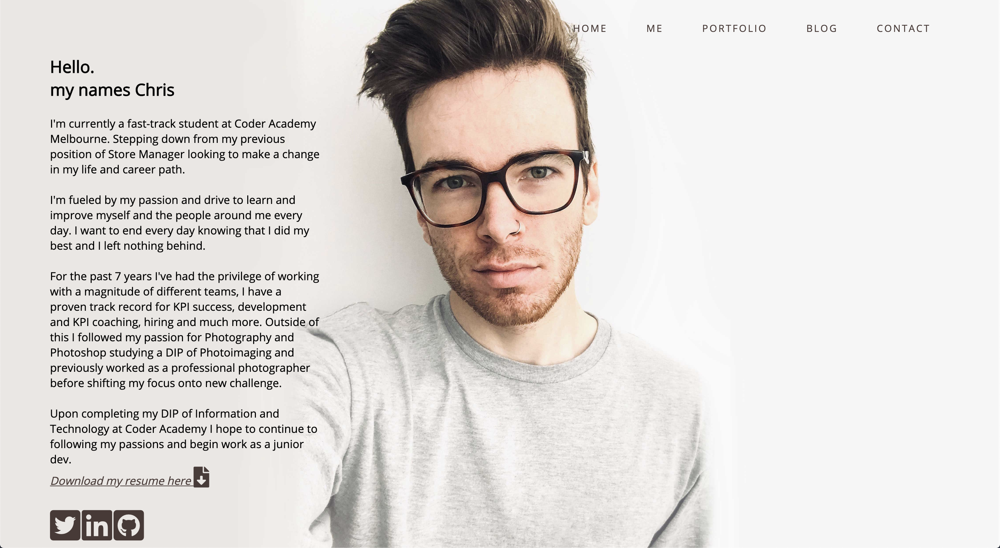 HOME ME PORTFOLIO BLOG CONTACT
Hello.
my names Chris
I'm currently a fast-track student at Coder Academy
Melbourne. Stepping down from my previous
position of Store Manager looking to make a change
in my life and career path.
I'm fueled by my passion and drive to learn and
improve myself and the people around me every
day. I want to end every day knowing that I did my
best and I left nothing behind.
For the past 7 years I've had the privilege of working
with a magnitude of different teams, I have a
proven track record for KPI success, development
and KPI coaching, hiring and much more. Outside of
this I followed my passion for Photography and
Photoshop studying a DIP of Photoimaging and
previously worked as a professional photographer
before shifting my focus onto new challenge.
Upon completing my DIP of Information and
Technology at Coder Academy I hope to continue to
following my passions and begin work as a junior
dev.
Download my resume here
in